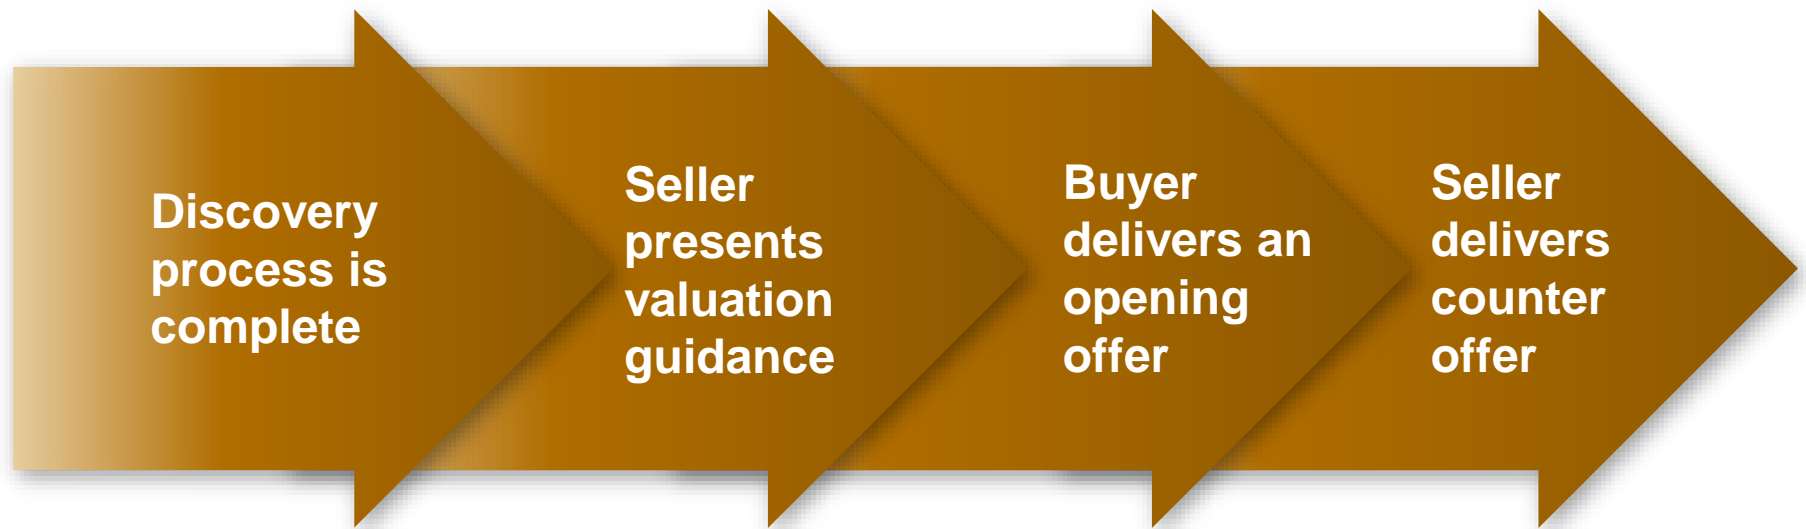 Discovery
process is
complete
Seller
presents
valuation
guidance
Buyer
delivers an
opening
offer
Seller
delivers
counter
offer